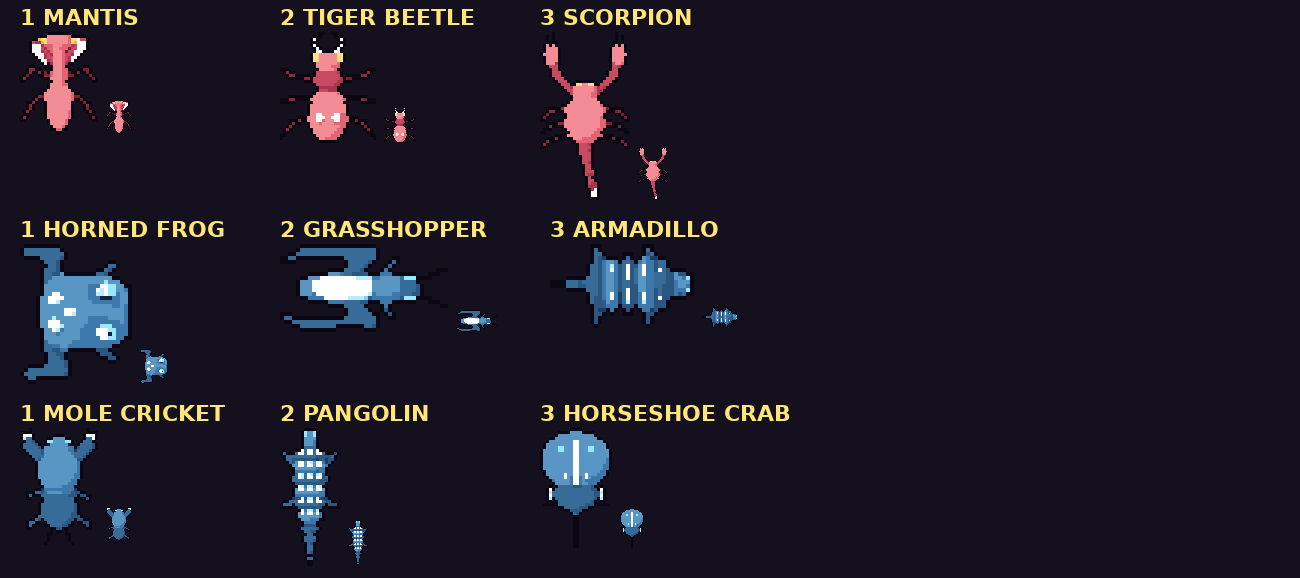 1 MANTIS
2 TIGER BEETLE
3 SCORPION
1 HORNED FROG
2 GRASSHOPPER
3 ARMADILLO
1 MOLE CRICKET
2 PANGOLIN
3 HORSESHOE CRAB